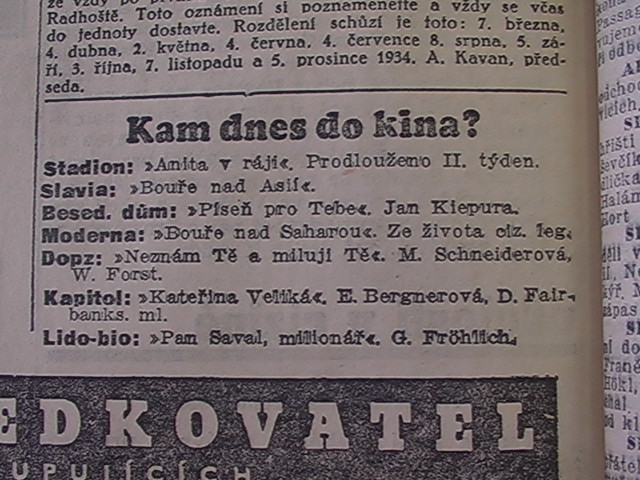 Radhoště. Toto oznámení si poznamenejte a vždy se včas
do jednoty dostavte. Rozdělení schůzí je toto: 7. března,
4. dubna, 2. května, 4. června, 4. července 8. srpna, 5. zá-
ří, 3. října, 7. listopadu a 5. prosince 1934. A. Kavan, před-
seda.
Kam dnes do kina?
Stadion: »Amita v ráji«. Prodlouženo II. týden.
Slavia: »Bouře nad Asií«.
Besed. dům: »Píseň pro Tebe«. Jan Kiepura.
Moderna: »Bouře nad Saharou«. Ze života ciz. leg.
Dopz: »Neznám Tě a miluji Tě«. M. Schneiderová,
W. Forst.
Kapitol: »Kateřina Veliká«. E. Bergnerová, D. Fair-
banks. ml.
Lido-bio: »Pan Saval, milionář«. G. Fröhlich.
EDKOVATEL
UPUJÍCÍCH